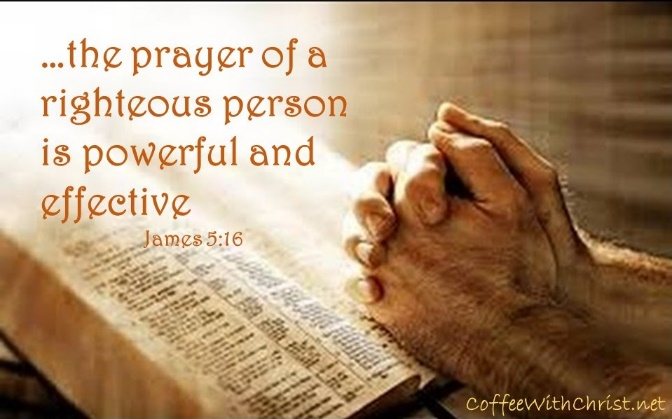 ...the prayer of a
righteous person
is powerful and
effective
James 5:16
CoffeeWithChrist.net